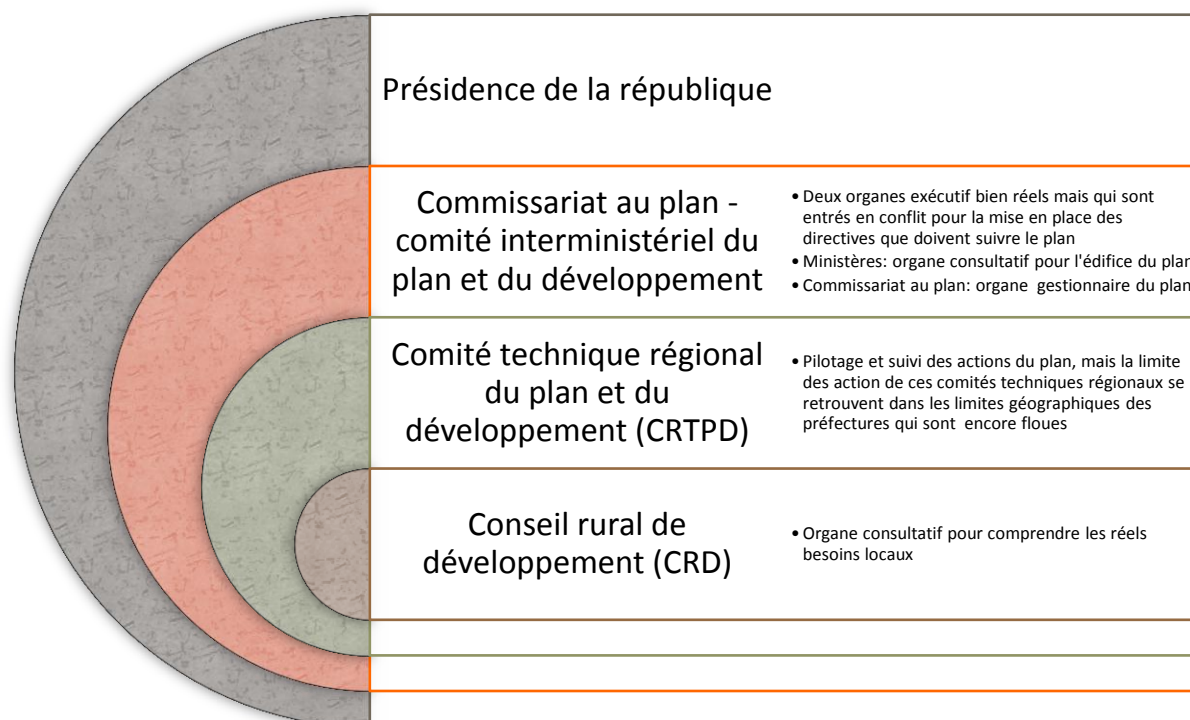 Présidence de la république
Commissariat au plan -
comité interministériel du
plan et du développement
• Deux organes exécutif bien réels mais qui sont
entrés en conflit pour la mise en place des
directives que doivent suivre le plan
• Ministères: organe consultatif pour l'édifice du plan
• Commissariat au plan: organe gestionnaire du plan
Comité technique régional
du plan et du
développement (CRTPD)
• Pilotage et suivi des actions du plan, mais la limite
des action de ces comités techniques régionaux se
retrouvent dans les limites géographiques des
préfectures qui sont encore floues
Conseil rural de
développement (CRD)
• Organe consultatif pour comprendre les réels
besoins locaux